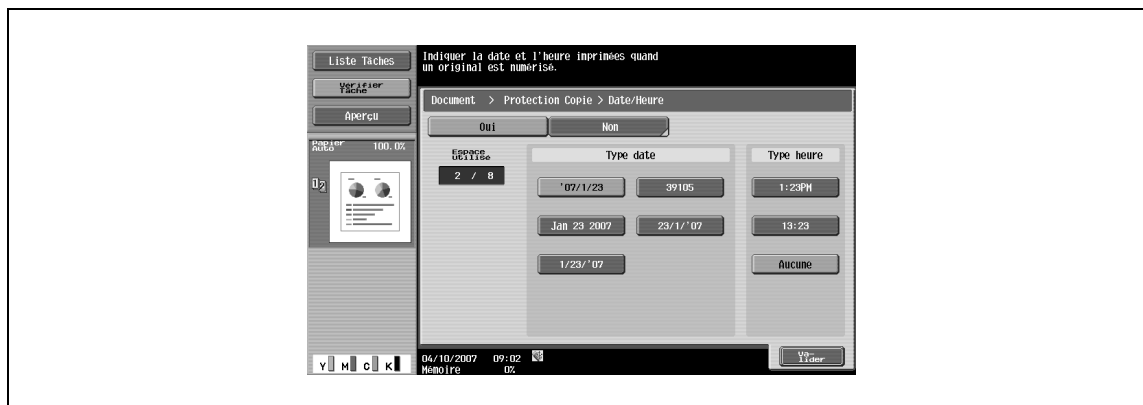 Liste Tâches
Vérifier
Tâche
Aperçu
Papier
Auto
100.0%
Indiquer la date et l'heure imprimées quand
un original est numérisé.
Document > Protection Copie > Date/Heure
Oui
Non
Espace
Utilisé
2 / 8
Type date
Type heure
'07/1/23
39105
1:23PM
Jan 23 2007
23/1/'07
13:23
1/23/'07
Aucune
Y M C K
04/10/2007 09:02
Mémoire 0%
Va-
lider